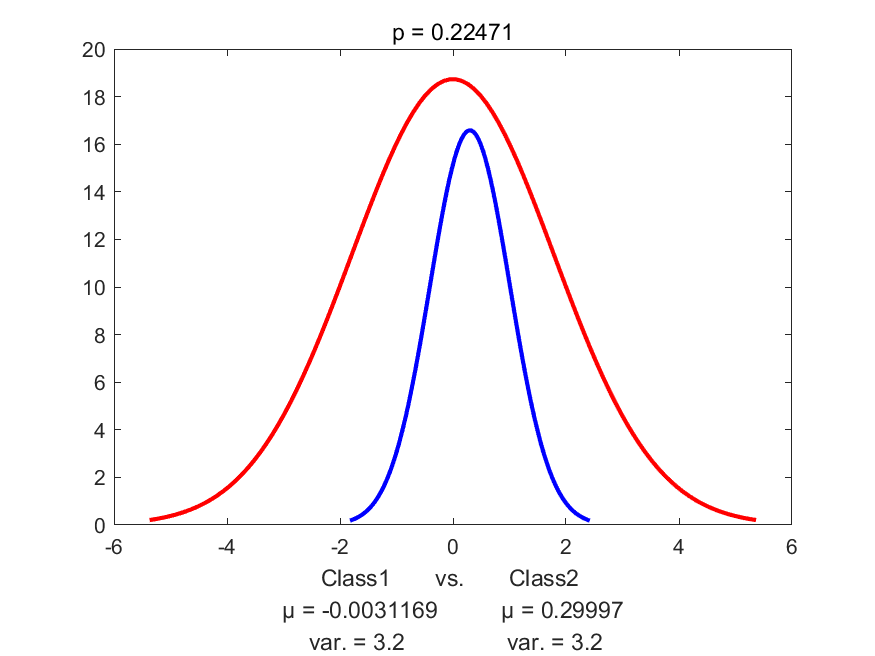 p = 0.22471
20
18
16
14
12
10
8
6
4
2
0
-6 -4 -2 0 2 4 6
Class1 vs. Class2
μ = -0.0031169 μ = 0.29997
var. = 3.2 var. = 3.2